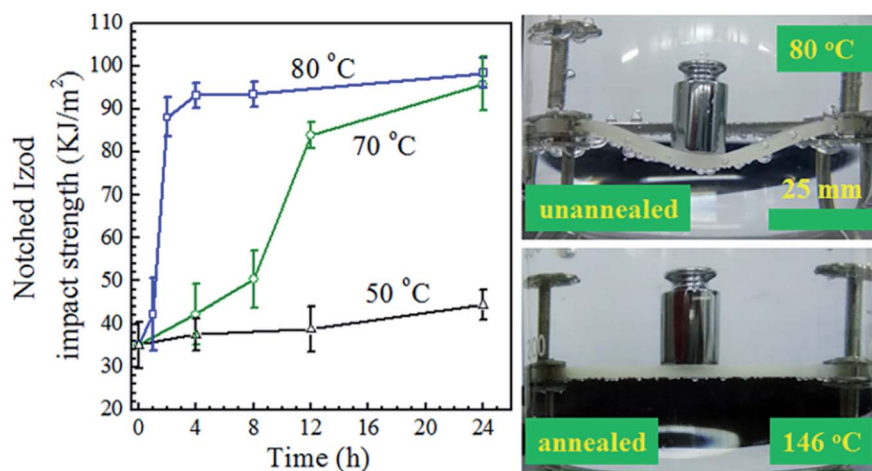 Notched Izod
impact strength (KJ/m²)
110
100
90
80
70
60
50
40
30
20
80 °C
70 °C
50 °C
0
4
8
12
16
20
24
Time (h)
80 °C
unannealed
25 mm
200
annealed
146 °C